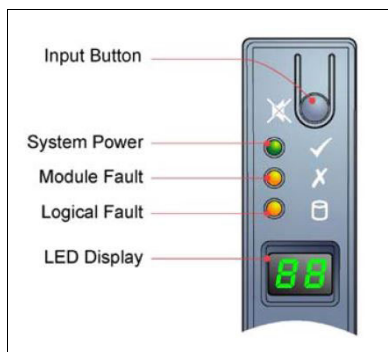 Input Button
System Power
Module Fault
Logical Fault
LED Display
88